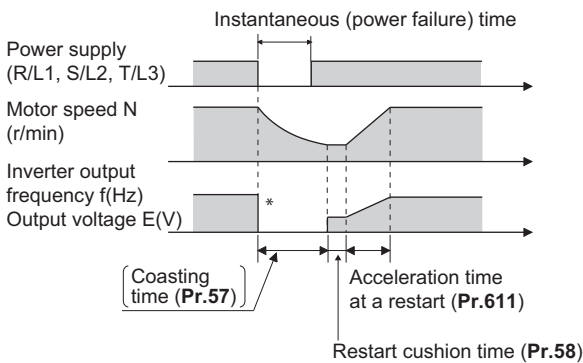 Instantaneous (power failure) time
Power supply
(R/L1, S/L2, T/L3)
Motor speed N
(r/min)
Inverter output
frequency f(Hz)
*
Output voltage E(V)
Coasting
time (Pr.57)
Acceleration time
at a restart (Pr.611)
Restart cushion time (Pr.58)